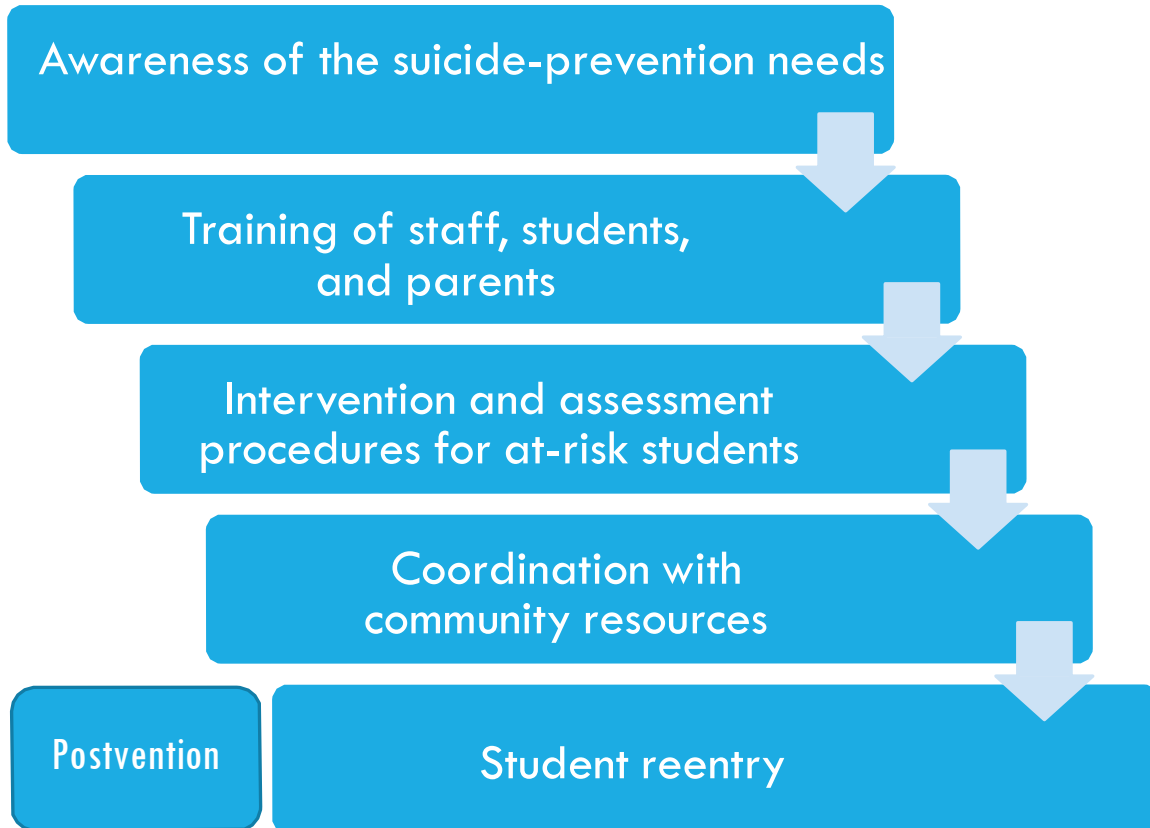 Awareness of the suicide-prevention needs
Training of staff, students,
and parents
Intervention and assessment
procedures for at-risk students
Coordination with
community resources
Postvention
Student reentry